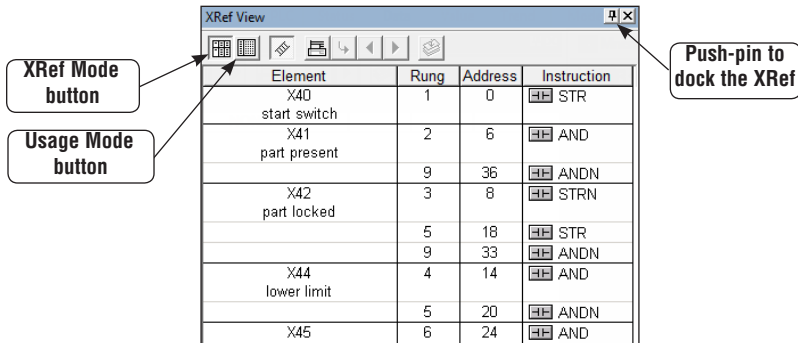 XRef View
XRef Mode
button
Usage Mode
button
Push-pin to
dock the XRef
Element Rung Address Instruction
X40 1 0 STR
start switch
X41 2 6 AND
part present
9 36 ANDN
X42 3 8 STRN
part locked
5 18 STR
9 33 ANDN
X44 4 14 AND
lower limit
5 20 ANDN
X45 6 24 AND